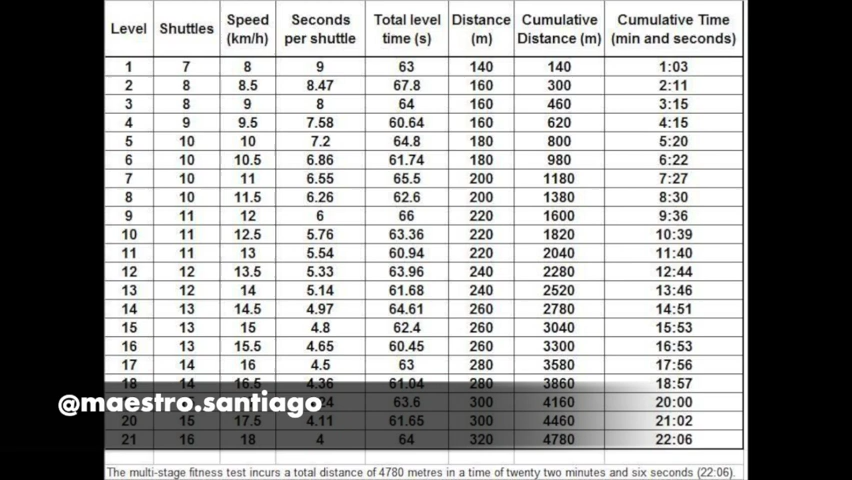 Level Shuttles Speed (km/h) Seconds per shuttle Total level time (s) Distance (m) Cumulative Distance (m) Cumulative Time (min and seconds)
1 7 8 9 63 140 140 1:03
2 8 8.5 8.47 67.8 160 300 2:11
3 8 9 8 64 160 460 3:15
4 9 9.5 7.58 60.64 160 620 4:15
5 10 10 7.2 64.8 180 800 5:20
6 10 10.5 6.86 61.74 180 980 6:22
7 10 11 6.55 65.5 200 1180 7:27
8 10 11.5 6.26 62.6 200 1380 8:30
9 11 12 6 66 220 1600 9:36
10 11 12.5 5.76 63.36 220 1820 10:39
11 11 13 5.54 60.94 220 2040 11:40
12 12 13.5 5.33 63.96 240 2280 12:44
13 12 14 5.14 61.68 240 2520 13:46
14 13 14.5 4.97 64.61 260 2780 14:51
15 13 15 4.8 62.4 260 3040 15:53
16 13 15.5 4.65 60.45 260 3300 16:53
17 14 16 4.5 63 280 3580 17:56
18 14 16.5 4.36 61.04 280 3860 18:57
@maestro.santiago
63.6 300 4160 20:00
20 15 17.5 4.11 61.65 300 4460 21:02
21 16 18 4 64 320 4780 22:06
The multi-stage fitness test incurs a total distance of 4780 metres in a time of twenty two minutes and six seconds (22:06).